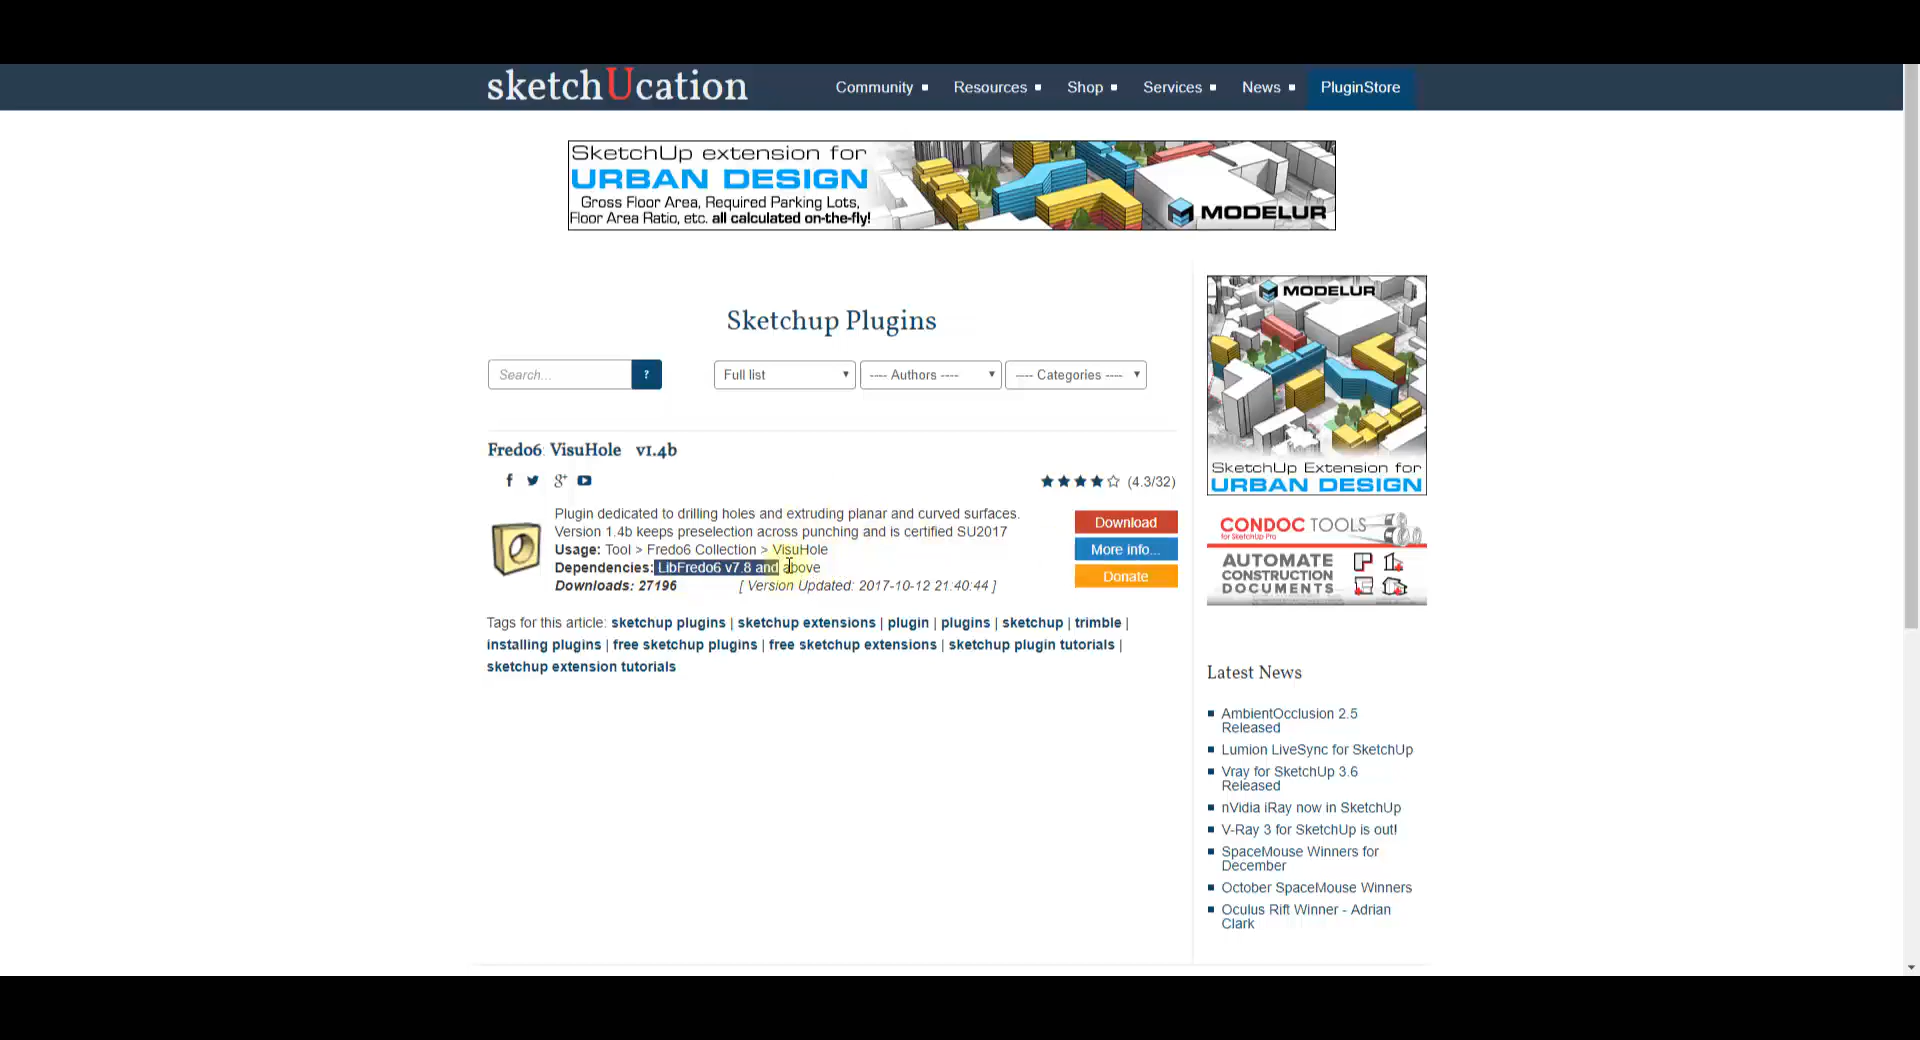 sketchUcation
Community
Resources
Shop
Services
News
PluginStore
SketchUp extension for
URBAN DESIGN
Gross Floor Area, Required Parking Lots,
Floor Area Ratio, etc. all calculated on-the-fly!
MODELUR
Sketchup Plugins
Search...
?
Full list
---- Authors ----
---- Categories ----
Fredo6: VisuHole v1.4b
(4.3/32)
Plugin dedicated to drilling holes and extruding planar and curved surfaces.
Version 1.4b keeps preselection across punching and is certified SU2017
Usage: Tool > Fredo6 Collection > VisuHole
Dependencies: LibFredo6 v7.8 and above
Downloads: 27196 [ Version Updated: 2017-10-12 21:40:44 ]
Download
More info...
Donate
Tags for this article: sketchup plugins | sketchup extensions | plugin | plugins | sketchup | trimble |
installing plugins | free sketchup plugins | free sketchup extensions | sketchup plugin tutorials |
sketchup extension tutorials
MODELUR
SketchUp Extension for
URBAN DESIGN
CONDOC TOOLS
for SketchUp Pro
AUTOMATE
CONSTRUCTION
DOCUMENTS
Latest News
AmbientOcclusion 2.5
Released
Lumion LiveSync for SketchUp
Vray for SketchUp 3.6
Released
nVidia iRay now in SketchUp
V-Ray 3 for SketchUp is out!
SpaceMouse Winners for
December
October SpaceMouse Winners
Oculus Rift Winner - Adrian
Clark